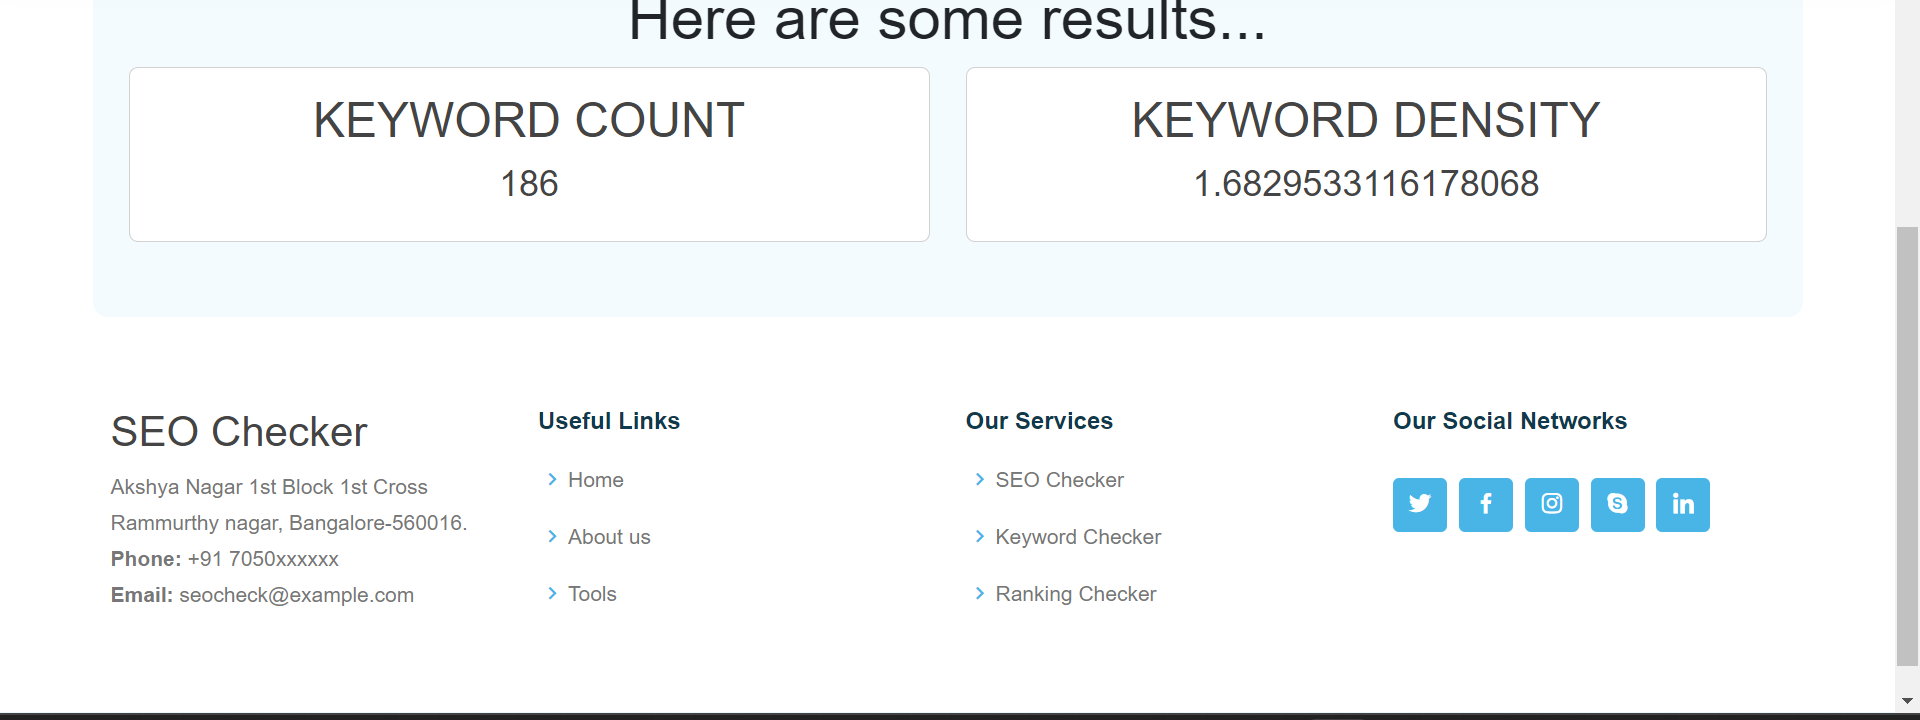 Here are some results...
KEYWORD COUNT
186
KEYWORD DENSITY
1.6829533116178068
SEO Checker
Akshya Nagar 1st Block 1st Cross
Rammurthy nagar, Bangalore-560016.
Phone: +91 7050xxxxxx
Email: seocheck@example.com
Useful Links
Home
About us
Tools
Our Services
SEO Checker
Keyword Checker
Ranking Checker
Our Social Networks